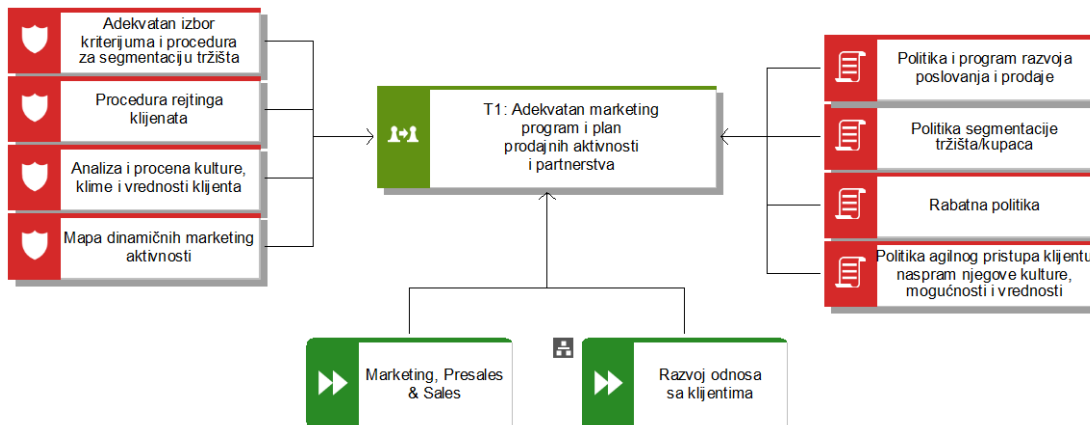 Adekvatan izbor
kriterijuma i procedura
za segmentaciju tržišta
Procedura rejtinga
klijenata
Analiza i procena kulture,
klime i vrednosti klijenta
Mapa dinamičnih marketing
aktivnosti
T1: Adekvatan marketing
program i plan
prodajnih aktivnosti
i partnerstva
Politika i program razvoja
poslovanja i prodaje
Politika segmentacije
tržišta/kupaca
Rabatna politika
Politika agilnog pristupa klijentu
naspram njegove kulture,
mogućnosti i vrednosti
Marketing, Presales
& Sales
Razvoj odnosa
sa klijentima